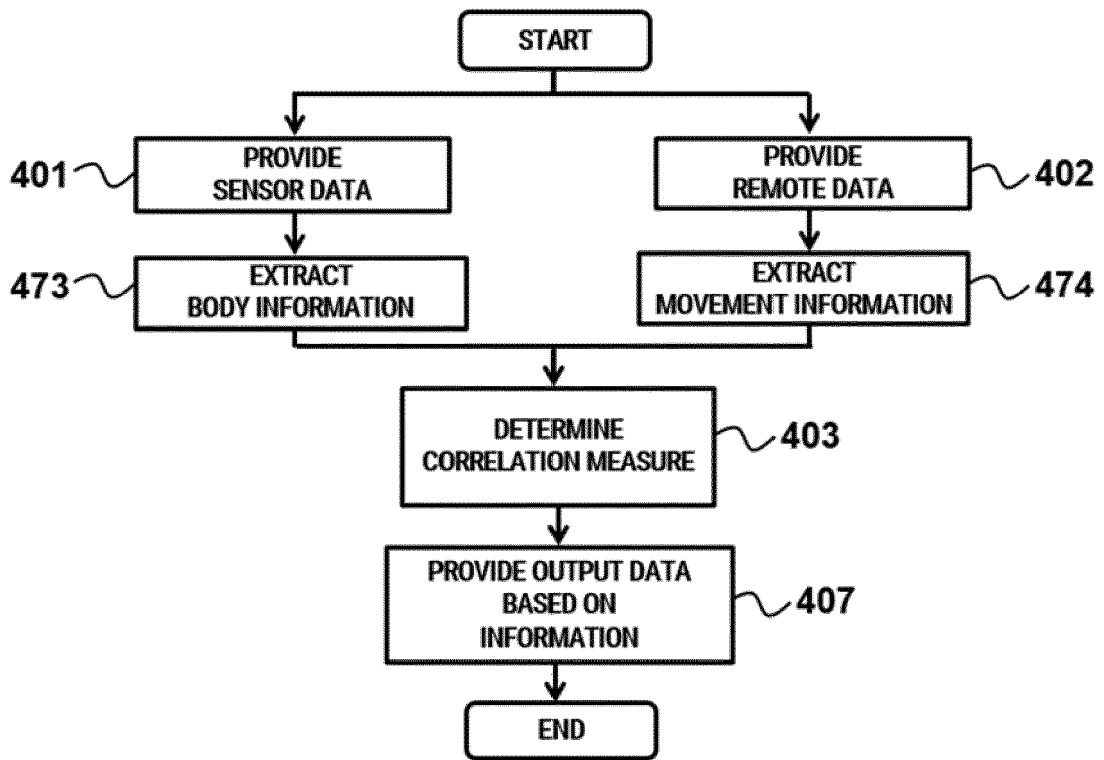 START
401
PROVIDE
SENSOR DATA
PROVIDE
REMOTE DATA
402
473
EXTRACT
BODY INFORMATION
EXTRACT
MOVEMENT INFORMATION
474
DETERMINE
CORRELATION MEASURE
403
PROVIDE OUTPUT DATA
BASED ON
INFORMATION
407
END